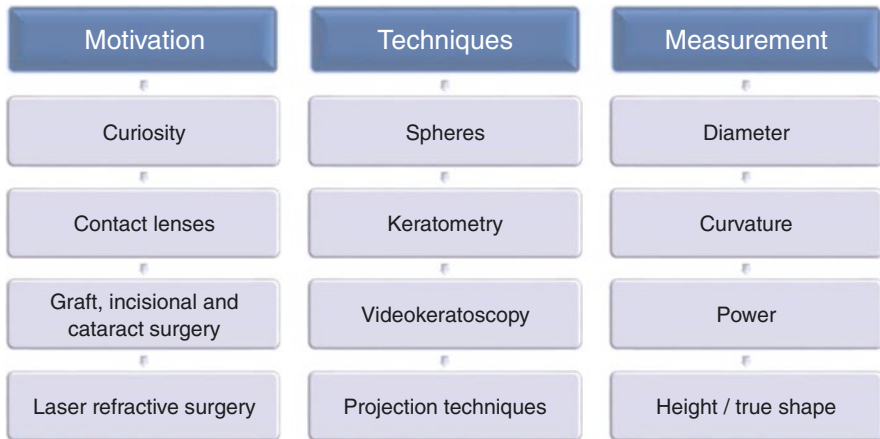 Motivation
Curiosity
Contact lenses
Graft, incisional and
cataract surgery
Laser refractive surgery
Techniques
Spheres
Keratometry
Videokeratoscopy
Projection techniques
Measurement
Diameter
Curvature
Power
Height / true shape